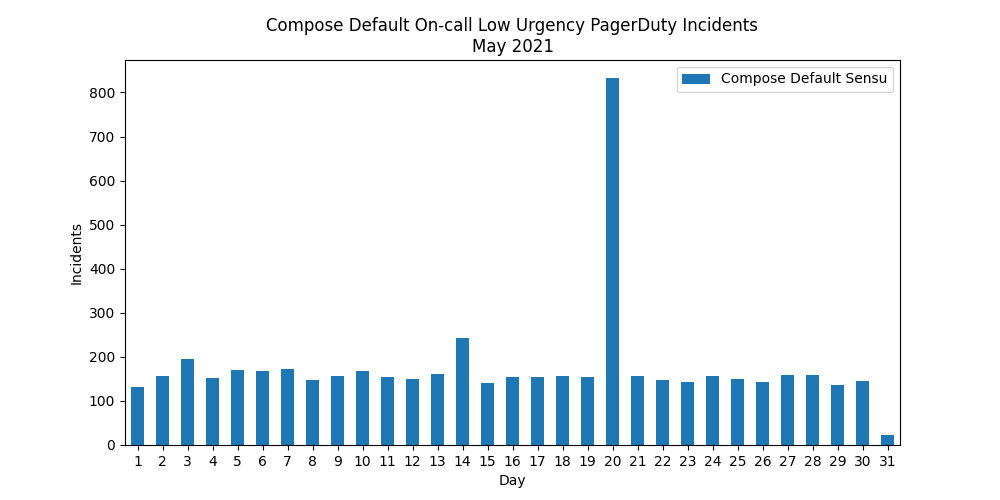 Compose Default On-call Low Urgency PagerDuty Incidents
May 2021
Compose Default Sensu
800
700
600
500
400
300
200
100
0
Incidents
1 2 3 4 5 6 7 8 9 10 11 12 13 14 15 16 17 18 19 20 21 22 23 24 25 26 27 28 29 30 31
Day